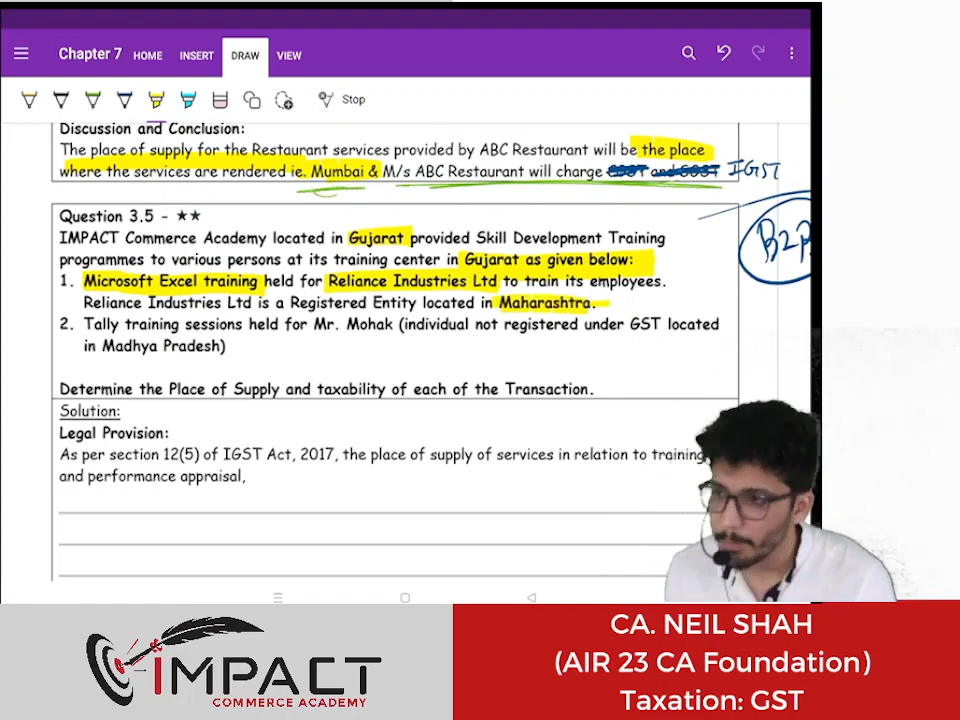 Chapter 7 HOME INSERT DRAW VIEW
Stop
Discussion and Conclusion:
The place of supply for the Restaurant services provided by ABC Restaurant will be the place
where the services are rendered ie. Mumbai & M/s ABC Restaurant will charge CGST and SGST IGST
Question 3.5 - ★★
IMPACT Commerce Academy located in Gujarat provided Skill Development Training
programmes to various persons at its training center in Gujarat as given below:
B2B
1. Microsoft Excel training held for Reliance Industries Ltd to train its employees.
Reliance Industries Ltd is a Registered Entity located in Maharashtra.
2. Tally training sessions held for Mr. Mohak (individual not registered under GST located
in Madhya Pradesh)
Determine the Place of Supply and taxability of each of the Transaction.
Solution:
Legal Provision:
As per section 12(5) of IGST Act, 2017, the place of supply of services in relation to training
and performance appraisal,
IMPACT
COMMERCE ACADEMY
CA. NEIL SHAH
(AIR 23 CA Foundation)
Taxation: GST